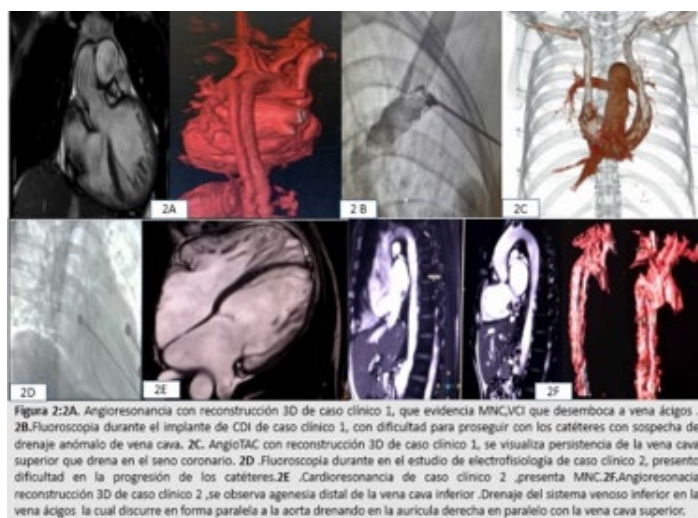 2A
2 B
2C
2D
2E
2F
Figura 2:2A. Angioresonancia con reconstrucción 3D de caso clínico 1, que evidencia MNC,VCI que desemboca a vena ácigos .
2B.Fluoroscopia durante el implante de CDI de caso clínico 1, con dificultad para proseguir con los catéteres con sospecha de
drenaje anómalo de vena cava. 2C. AngioTAC con reconstrucción 3D de caso clínico 1, se visualiza persistencia de la vena cava
superior que drena en el seno coronario. 2D .Fluoroscopia durante en el estudio de electrofisiología de caso clínico 2, presento
dificultad en la progresión de los catéteres.2E .Cardioresonancia de caso clínico 2 ,presenta MNC.2F.Angioresonacia
reconstrucción 3D de caso clínico 2 ,se observa agenesia distal de la vena cava inferior .Drenaje del sistema venoso inferior en la
vena ácigos la cual discurre en forma paralela a la aorta drenando en la aurícula derecha en paralelo con la vena cava superior.